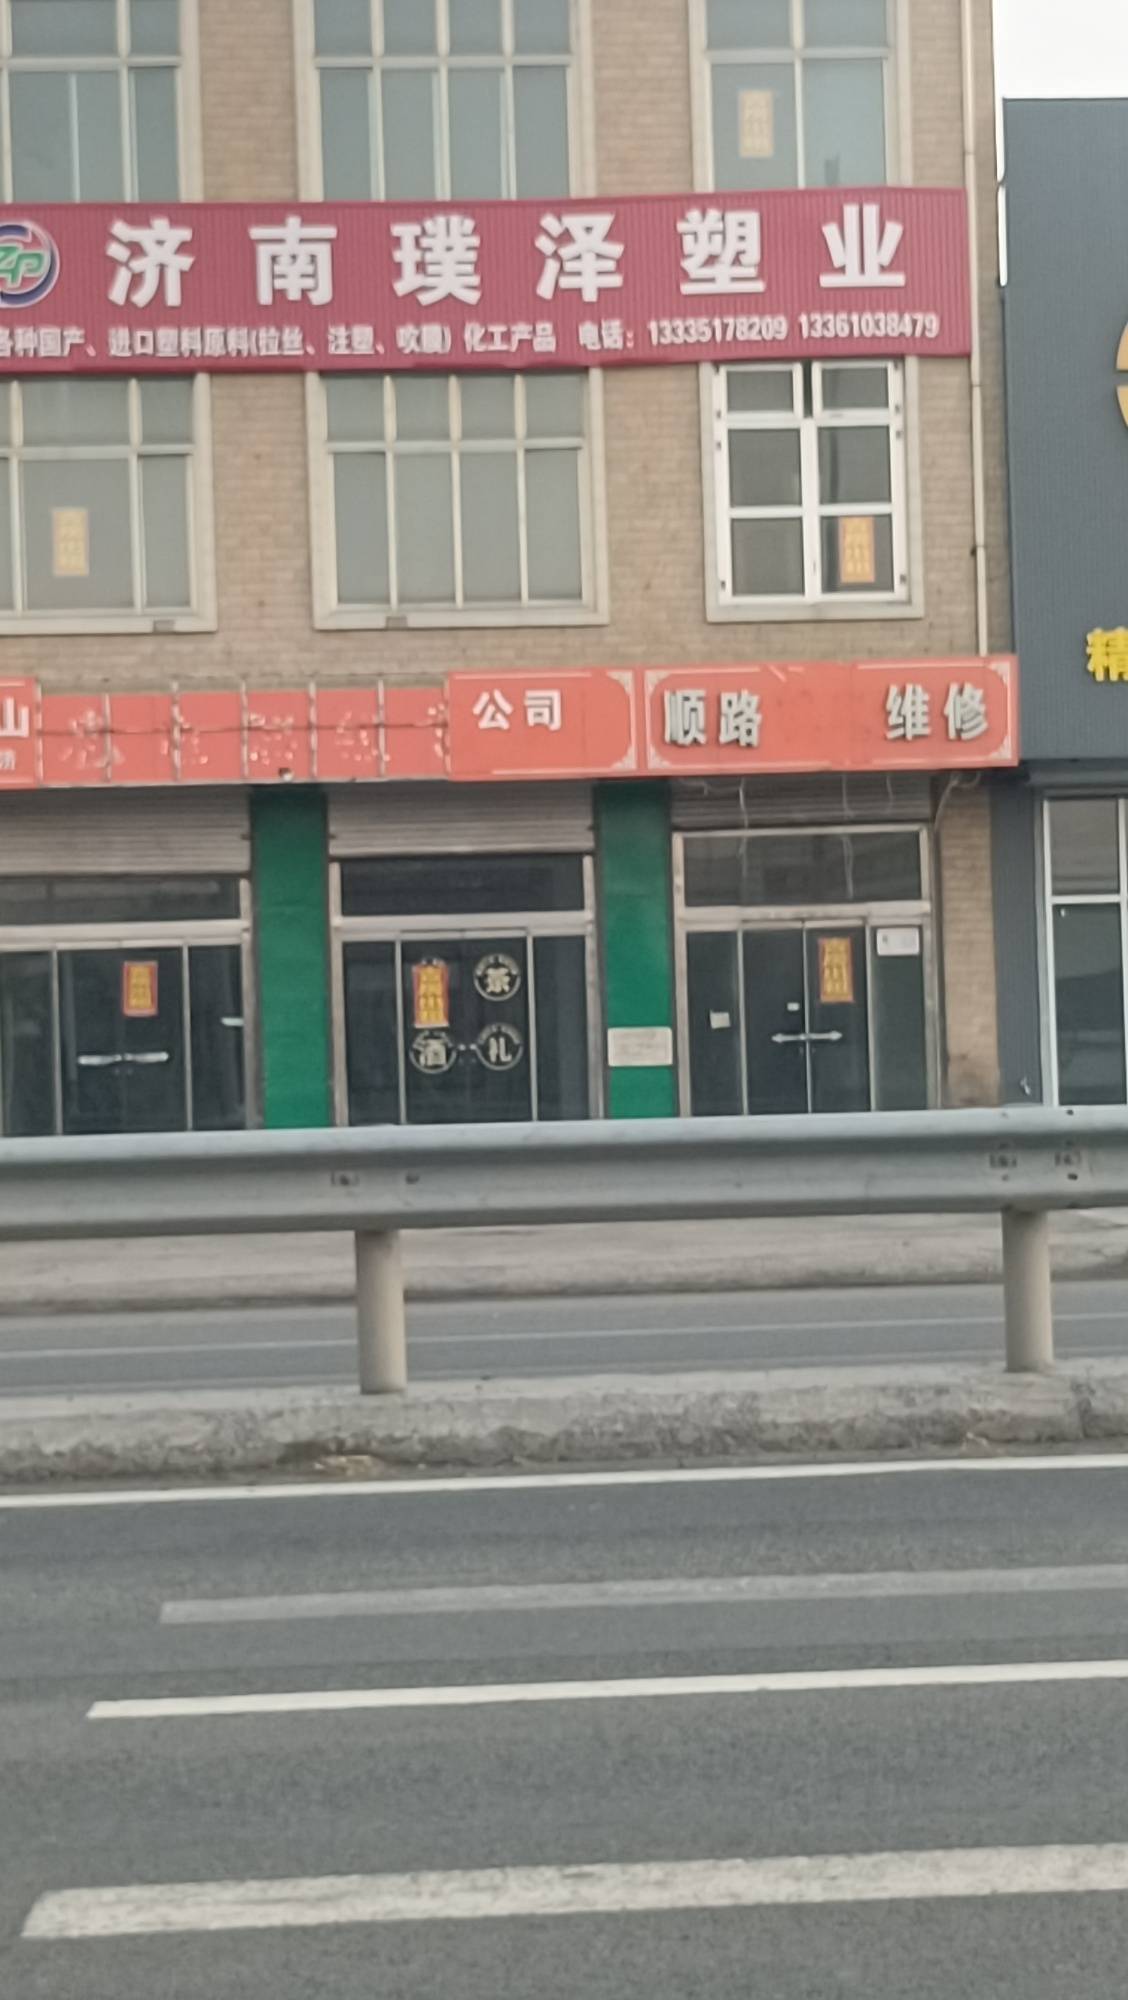 济南璞泽塑业
各种国产、进口塑料原料(拉丝、注塑、吹膜) 化工产品 电话: 13335178209 13361038479
山
公司
顺路 维修
精
茶
酒
礼